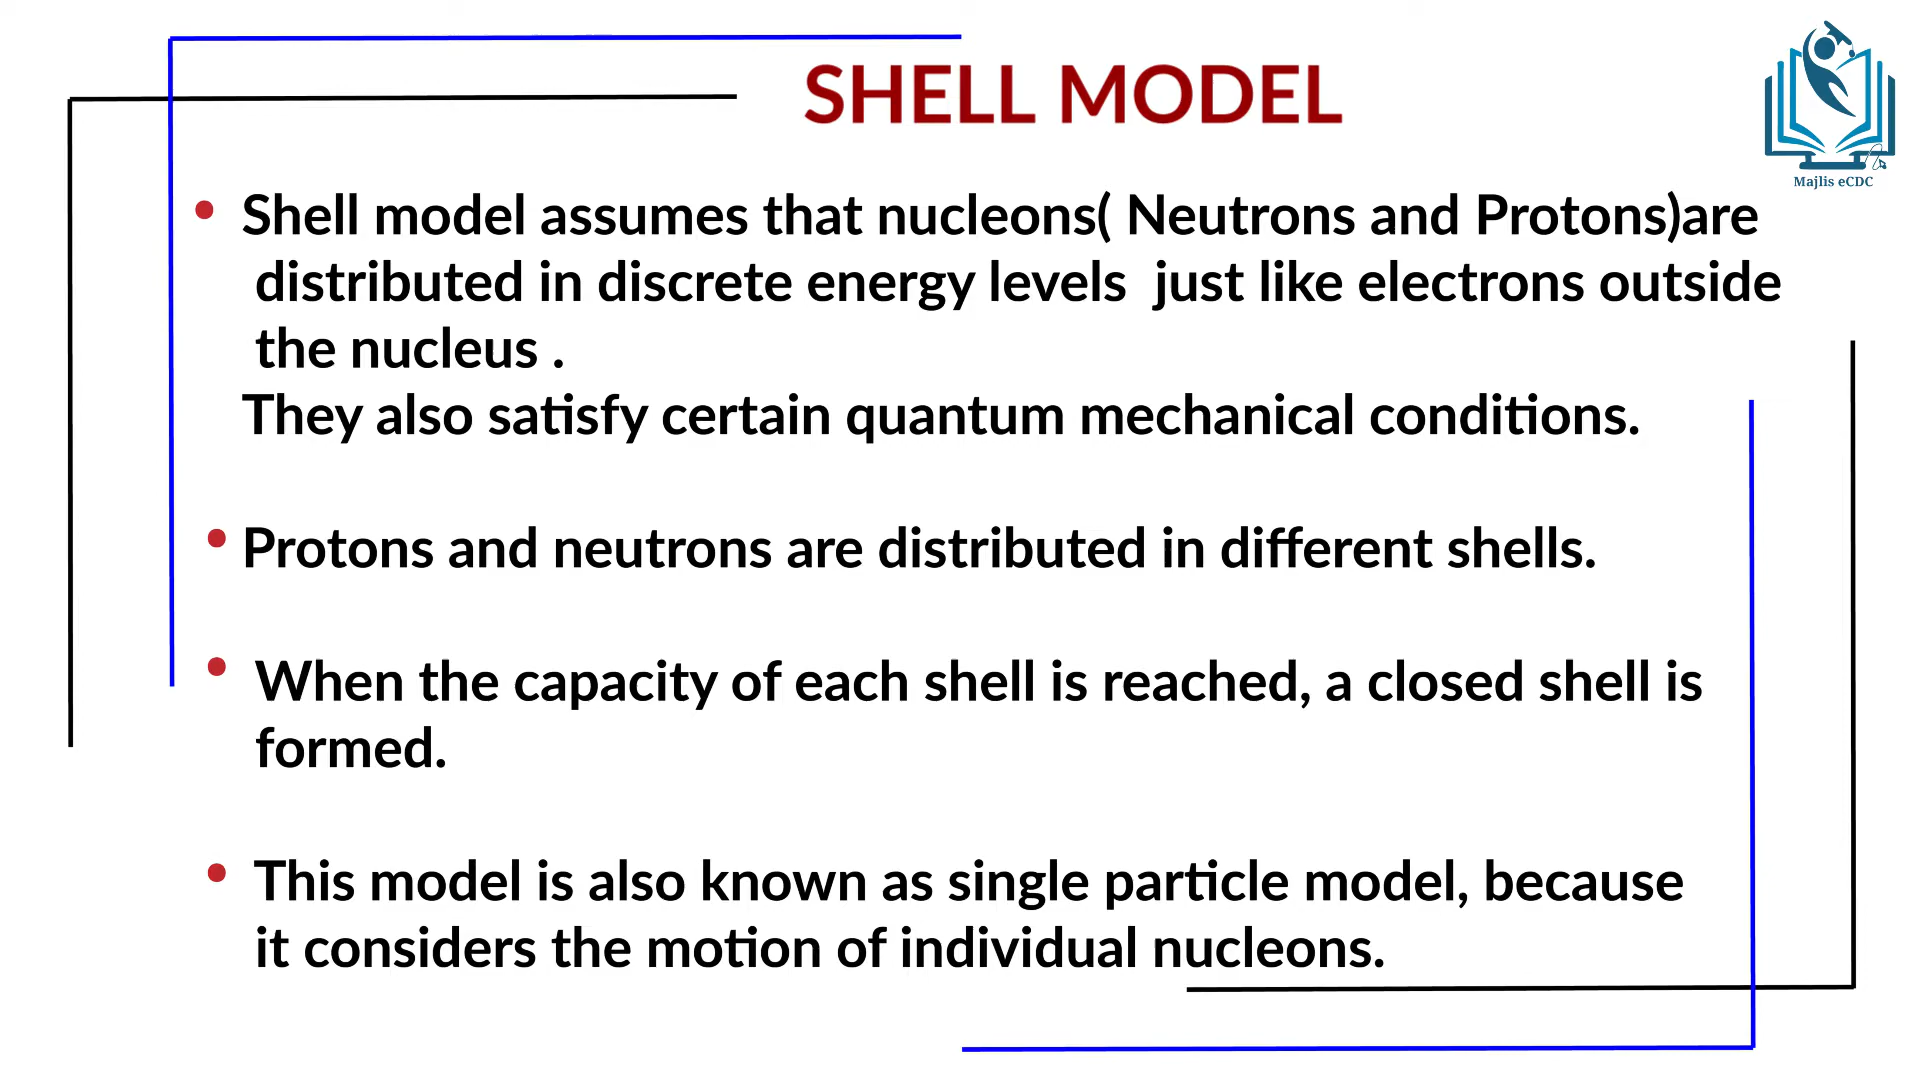 SHELL MODEL
Majlis eCDC
• Shell model assumes that nucleons( Neutrons and Protons)are
distributed in discrete energy levels  just like electrons outside
the nucleus .
They also satisfy certain quantum mechanical conditions.
• Protons and neutrons are distributed in different shells.
• When the capacity of each shell is reached, a closed shell is
formed.
• This model is also known as single particle model, because
it considers the motion of individual nucleons.